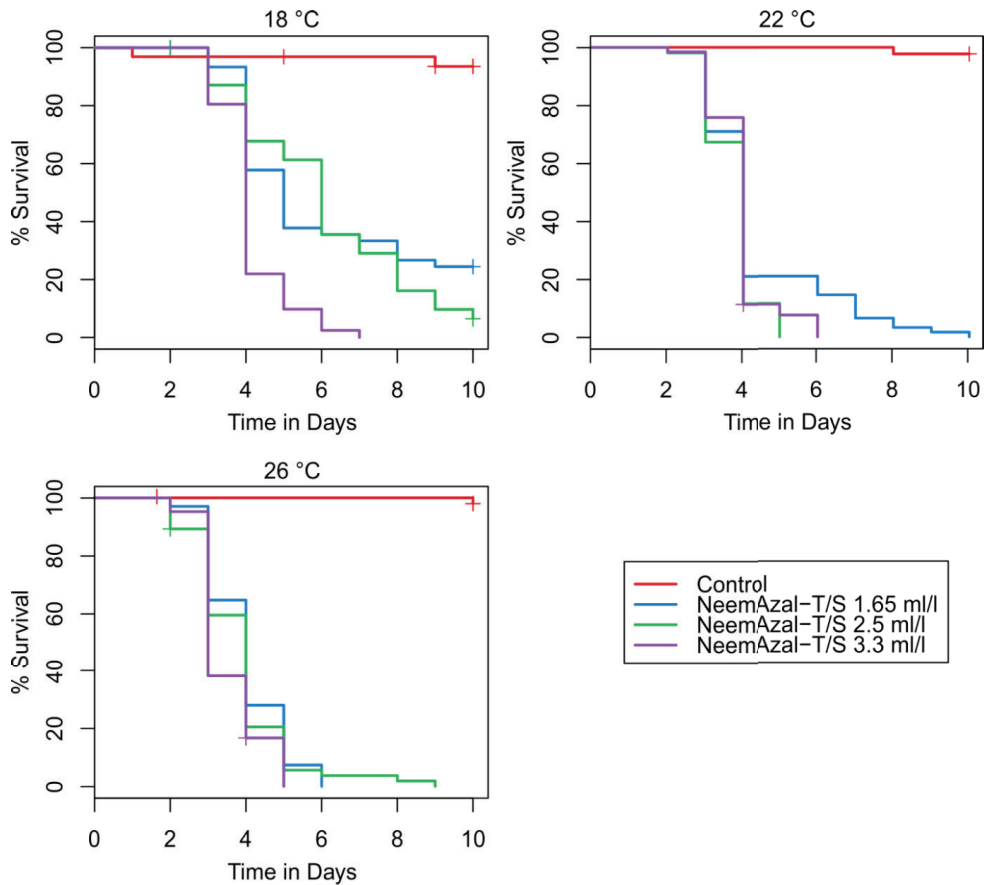 18 °C
22 °C
% Survival
0 20 40 60 80 100
0 2 4 6 8 10
Time in Days
% Survival
0 20 40 60 80 100
0 2 4 6 8 10
Time in Days
26 °C
% Survival
0 20 40 60 80 100
0 2 4 6 8 10
Time in Days
Control
NeemAzal−T/S 1.65 ml/l
NeemAzal−T/S 2.5 ml/l
NeemAzal−T/S 3.3 ml/l